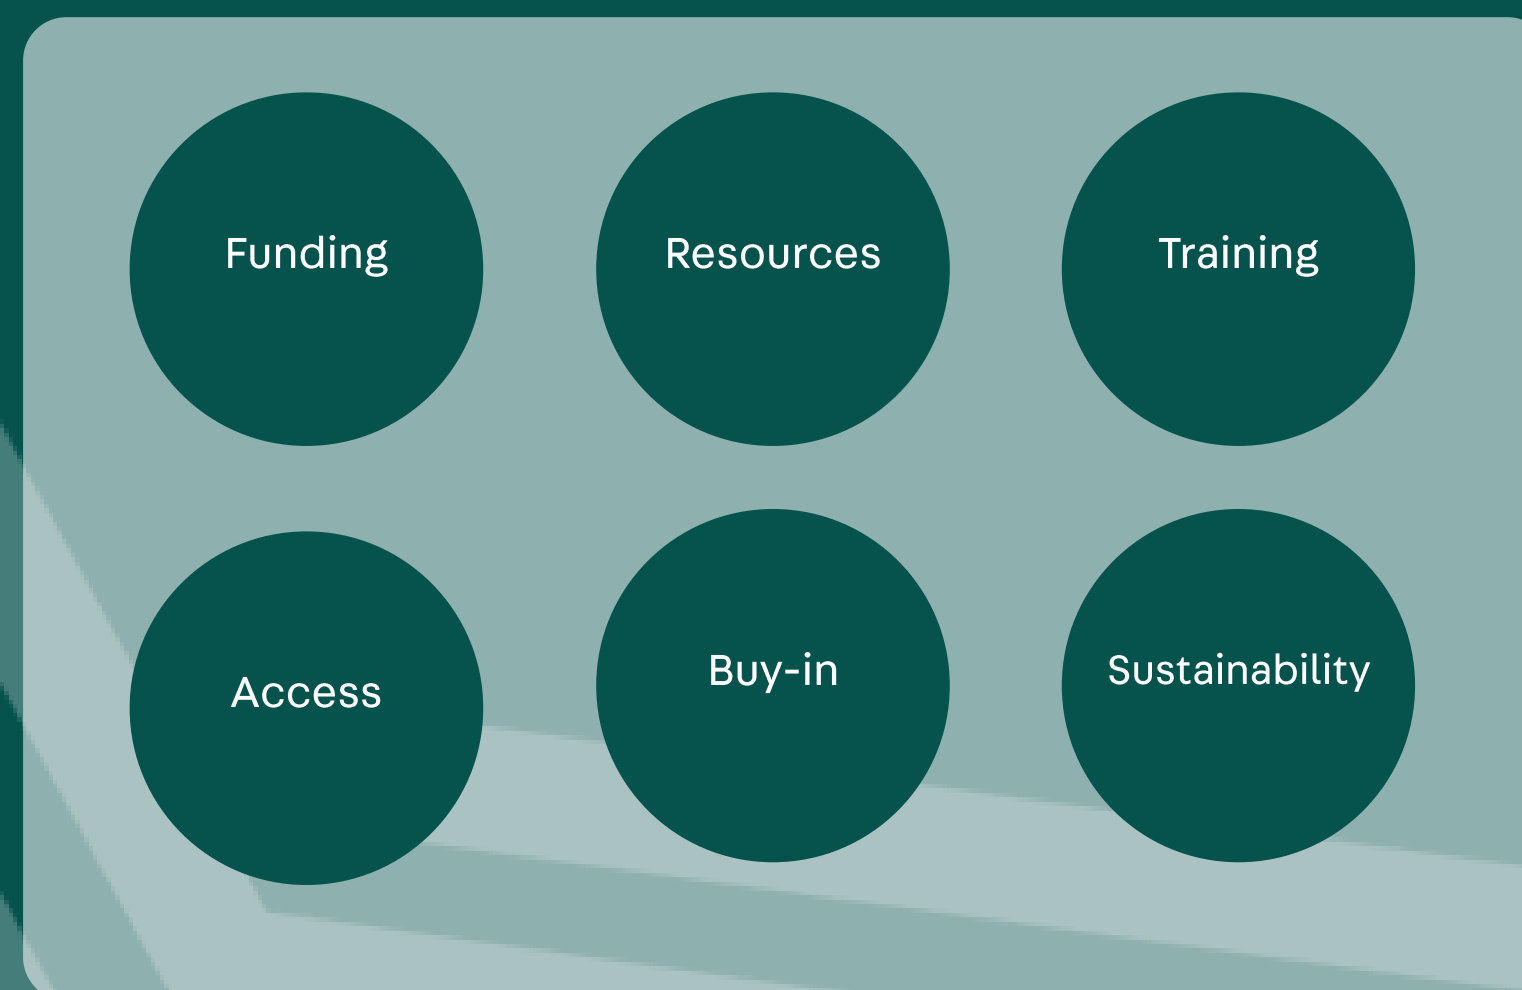 Funding
Resources
Training
Access
Buy-in
Sustainability